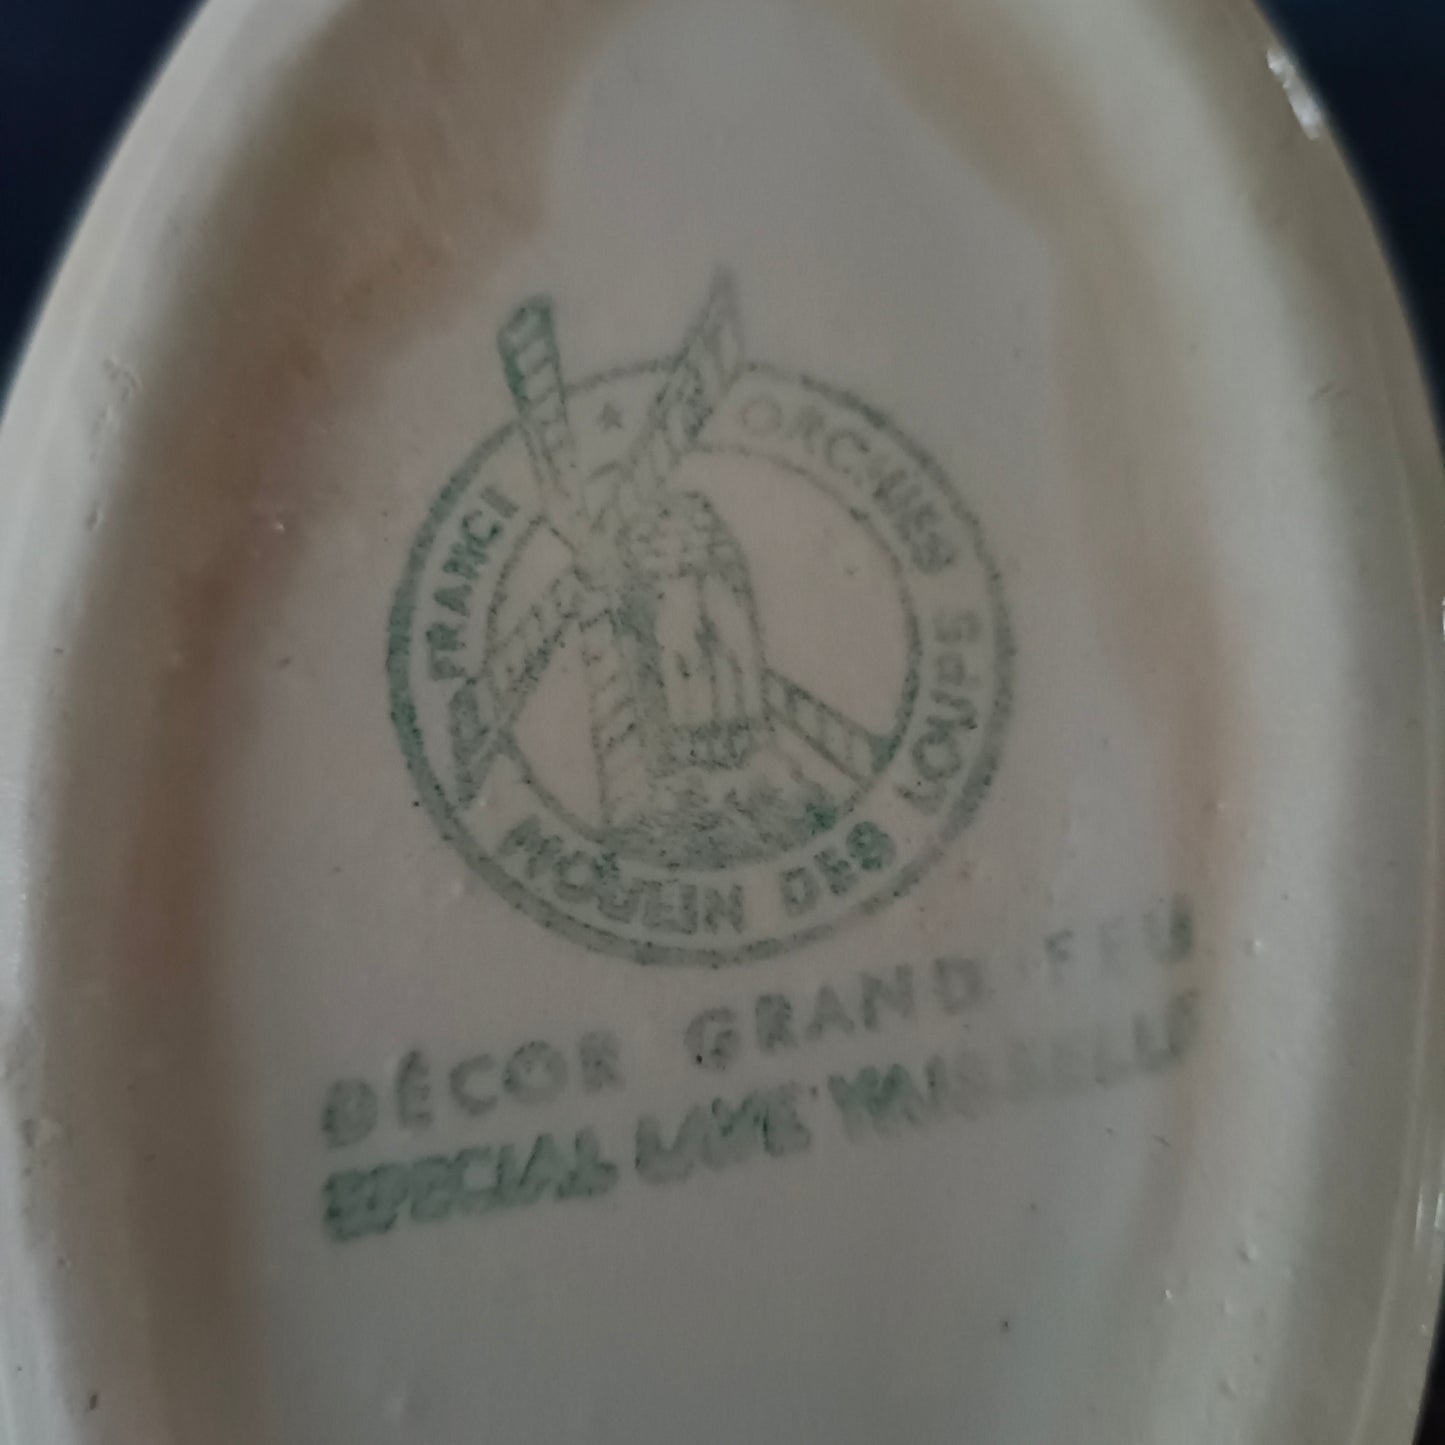 ORCHIES
MOULIN DES LOUPS
FRANCE
DÉCOR GRAND FEU
SPECIAL LAVE VAISSELLE